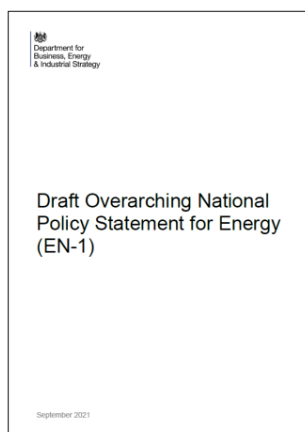 Department for
Business, Energy
& Industrial Strategy
Draft Overarching National
Policy Statement for Energy
(EN-1)
September 2021